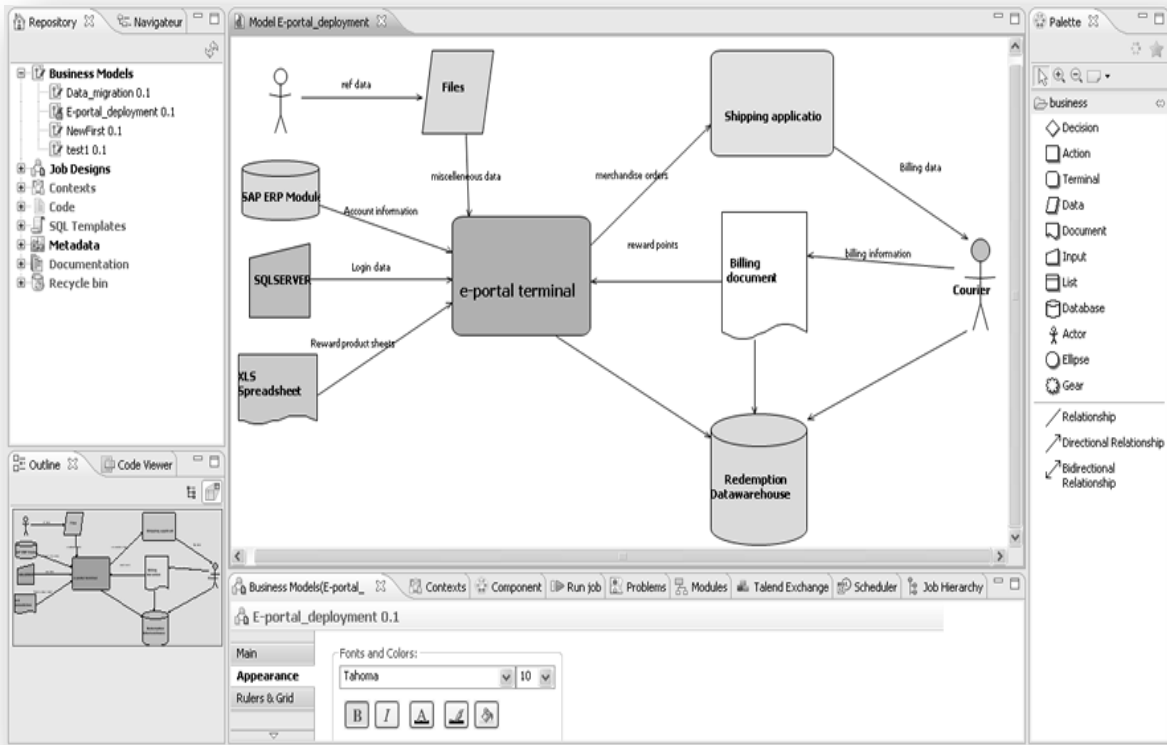 Repository
Navigateur
Business Models
Data_migration 0.1
E-portal_deployment 0.1
NewFirst 0.1
test1 0.1
Job Designs
Contexts
Code
SQL Templates
Metadata
Documentation
Recycle bin
Outline
Code Viewer
Model E-portal_deployment
ref data
Files
Shipping applicatio
miscelleneous data
merchandise orders
Billing data
SAP ERP Module
Account information
reward points
billing information
Login data
SQLSERVER
e-portal terminal
Billing
document
Courier
Reward product sheets
XLS
Spreadsheet
Redemption
Datawarehouse
Business Models(E-portal_
Contexts
Component
Run job
Problems
Modules
Talend Exchange
Scheduler
Job Hierarchy
E-portal_deployment 0.1
Main
Appearance
Rulers & Grid
Fonts and Colors:
Tahoma
10
B
I
A
Palette
business
Decision
Action
Terminal
Data
Document
Input
List
Database
Actor
Ellipse
Gear
Relationship
Directional Relationship
Bidirectional
Relationship